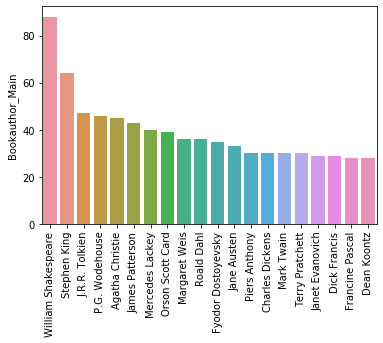 Bookauthor_Main
80
60
40
20
0
William Shakespeare
Stephen King
J.R.R. Tolkien
P.G. Wodehouse
Agatha Christie
James Patterson
Mercedes Lackey
Orson Scott Card
Margaret Weis
Roald Dahl
Fyodor Dostoyevsky
Jane Austen
Piers Anthony
Charles Dickens
Mark Twain
Terry Pratchett
Janet Evanovich
Dick Francis
Francine Pascal
Dean Koontz